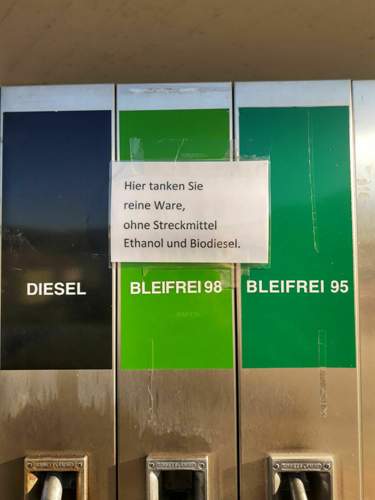 Hier tanken Sie
reine Ware,
ohne Streckmittel
Ethanol und Biodiesel.
DIESEL
BLEIFREI 98
BLEIFREI 95